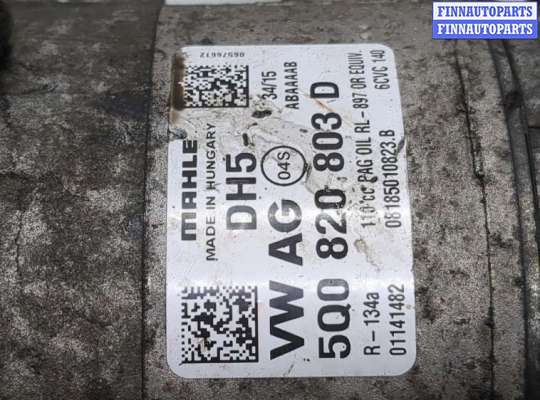 FINNAUTOPARTS
FINNAUTOPARTS
MAHLE
MADE IN HUNGARY
DH5-
34/15
ABAAAAB
VW AG 04S
5Q0 820 803 D
R-134a 110 cc PAG OIL RL-897 OR EQUIV.
01141482 08185010823.B 6CVC 140